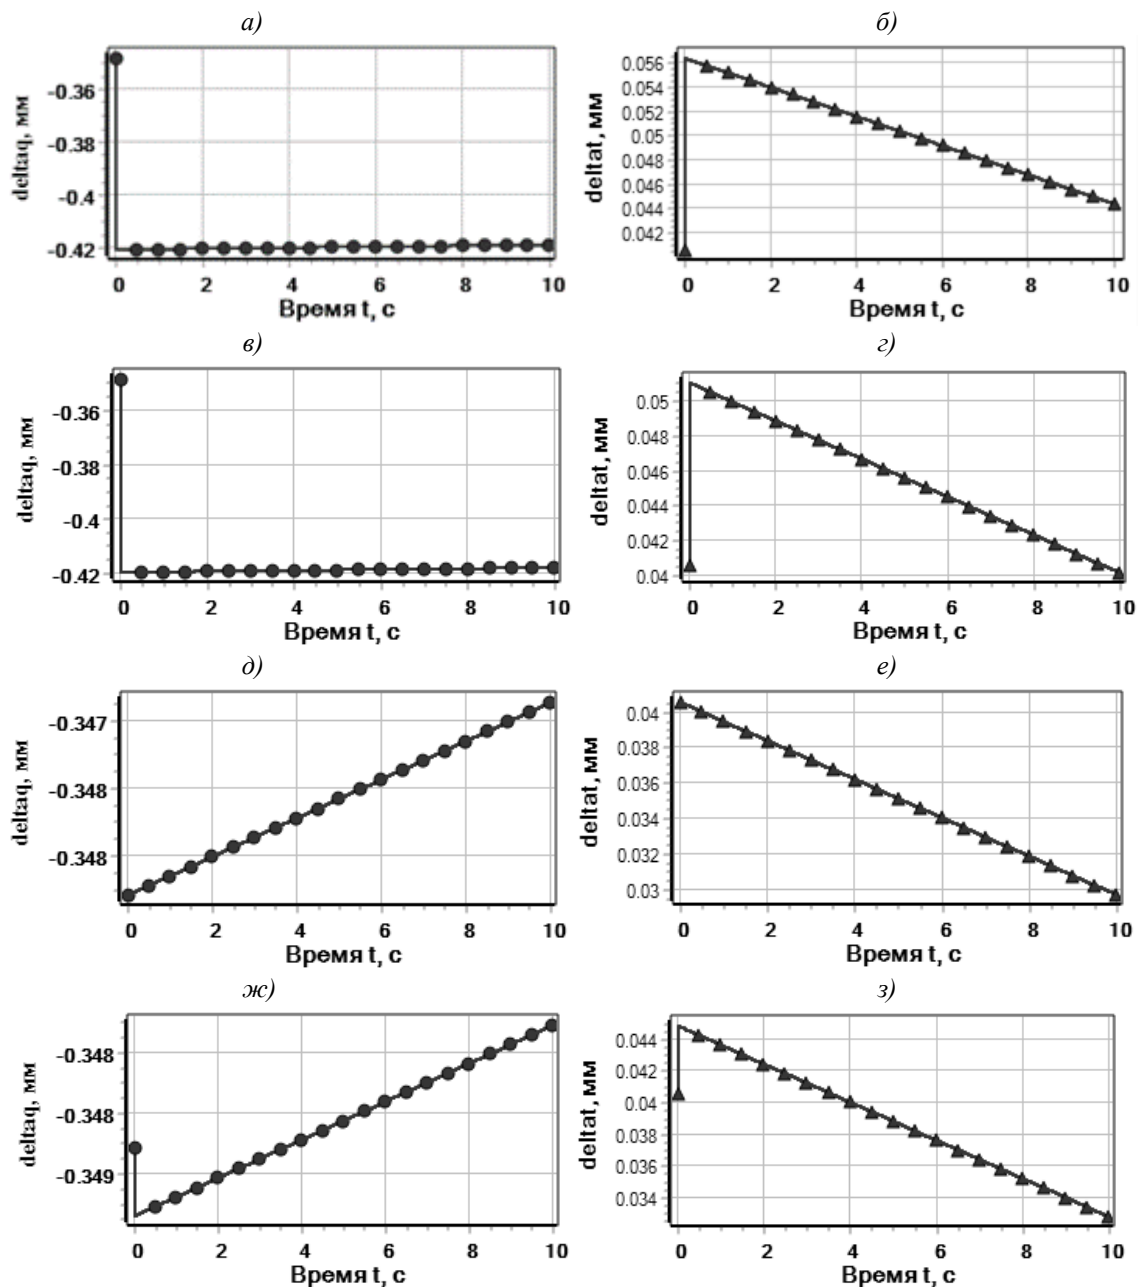 а)
б)
deltaq, мм
-0.36
-0.38
-0.4
-0.42
0 2 4 6 8 10
Время t, с
deltat, мм
0.056
0.054
0.052
0.05
0.048
0.046
0.044
0.042
0 2 4 6 8 10
Время t, с
в)
г)
deltaq, мм
-0.36
-0.38
-0.4
-0.42
0 2 4 6 8 10
Время t, с
deltat, мм
0.05
0.048
0.046
0.044
0.042
0.04
0 2 4 6 8 10
Время t, с
д)
е)
deltaq, мм
-0.347
-0.348
-0.348
0 2 4 6 8 10
Время t, с
deltat, мм
0.04
0.038
0.036
0.034
0.032
0.03
0 2 4 6 8 10
Время t, с
ж)
з)
deltaq, мм
-0.348
-0.348
-0.349
0 2 4 6 8 10
Время t, с
deltat, мм
0.044
0.042
0.04
0.038
0.036
0.034
0 2 4 6 8 10
Время t, с